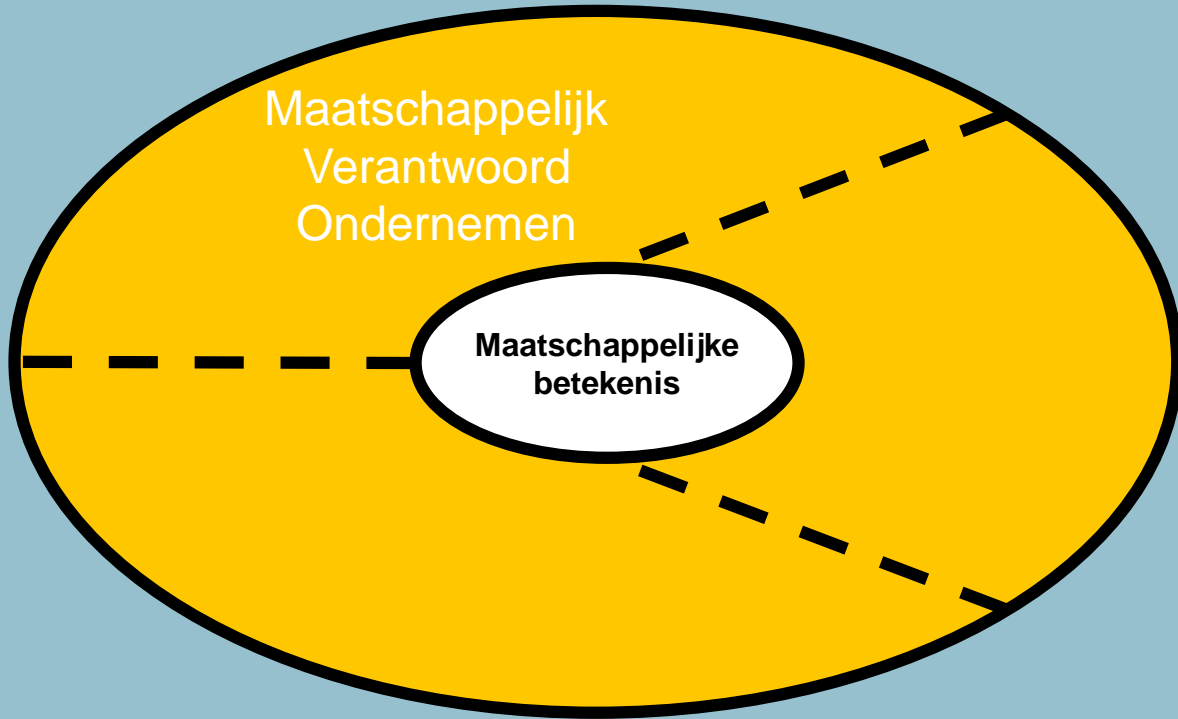 Maatschappelijk
Verantwoord
Ondernemen
Maatschappelijke
betekenis